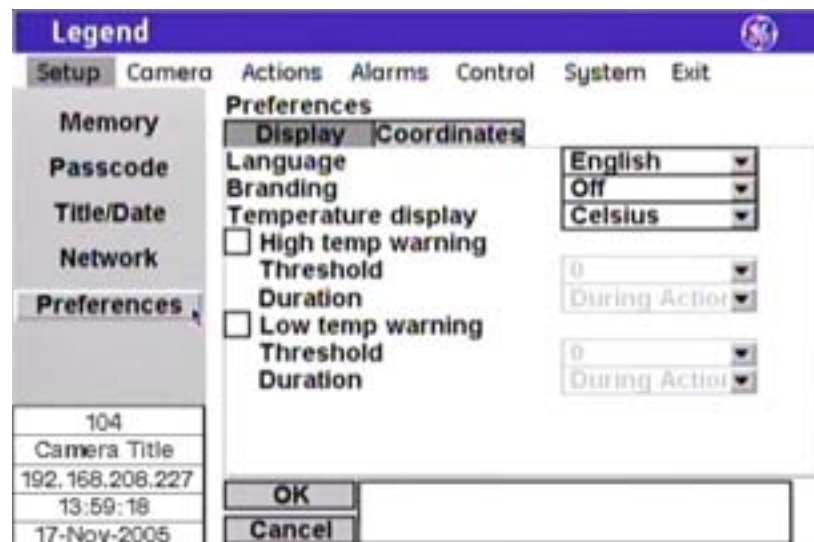 Legend
Setup Camera Actions Alarms Control System Exit
Memory
Passcode
Title/Date
Network
Preferences
Preferences
Display Coordinates
Language English
Branding Off
Temperature display Celsius
High temp warning
Threshold 0
Duration During Action
Low temp warning
Threshold 0
Duration During Action
104
Camera Title
192.168.208.227
13:59:18
17-Nov-2005
OK
Cancel